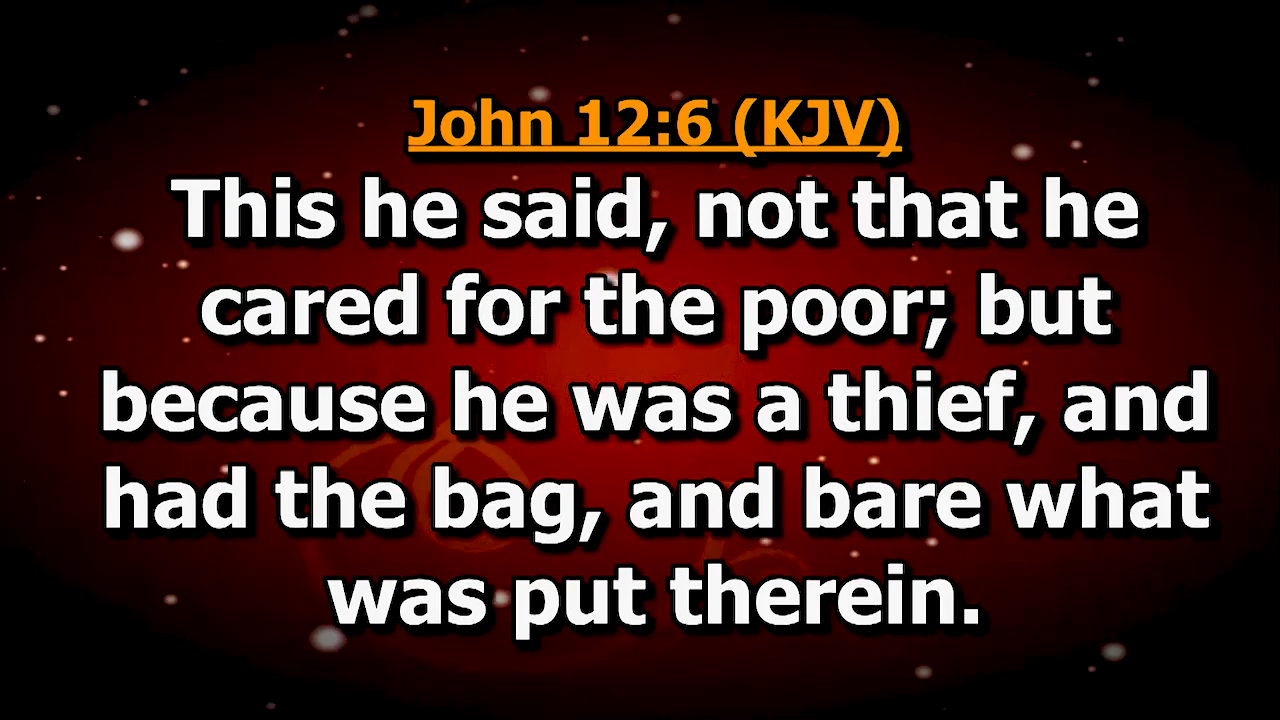 John 12:6 (KJV)
This he said, not that he
cared for the poor; but
because he was a thief, and
had the bag, and bare what
was put therein.